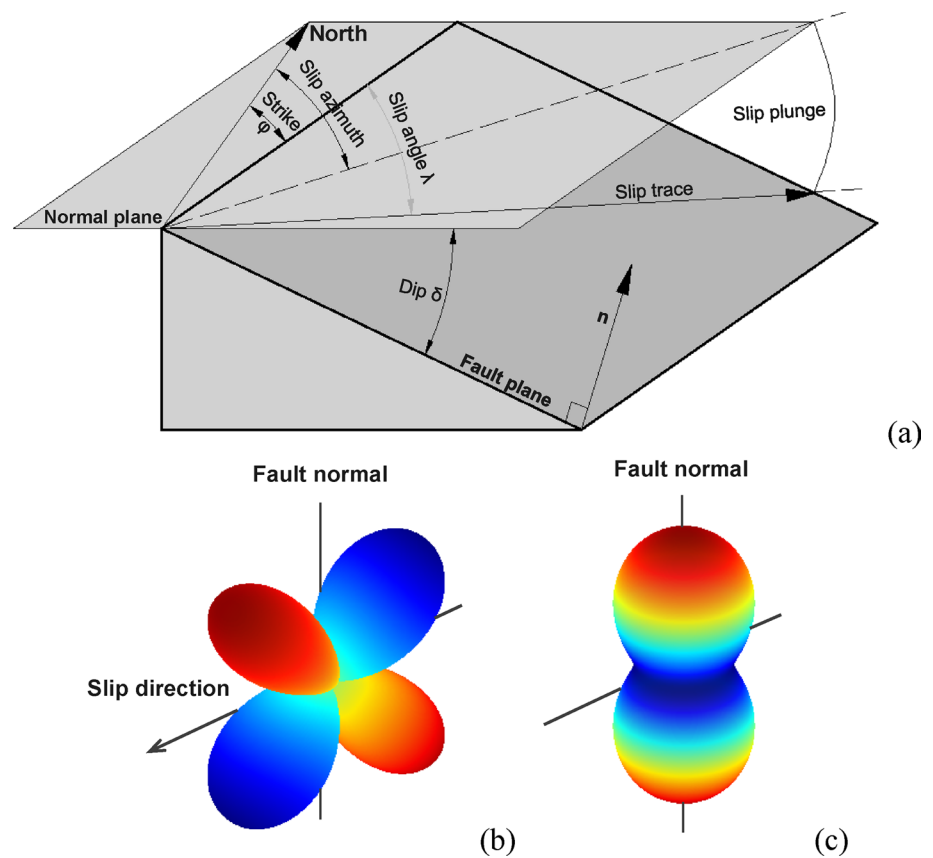 North
Slip azimuth
Strike
φ
Slip angle λ
Slip plunge
Normal plane
Slip trace
Dip δ
n
Fault plane
(a)
Fault normal
Fault normal
Slip direction
(b)
(c)